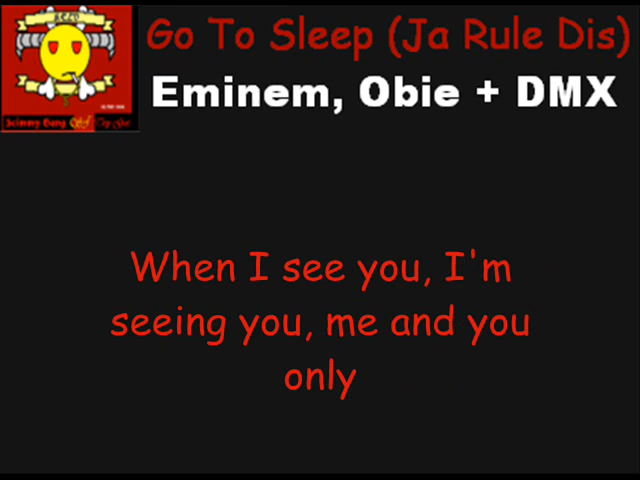 Go To Sleep (Ja Rule Dis)
Eminem, Obie + DMX
When I see you, I'm
seeing you, me and you
only